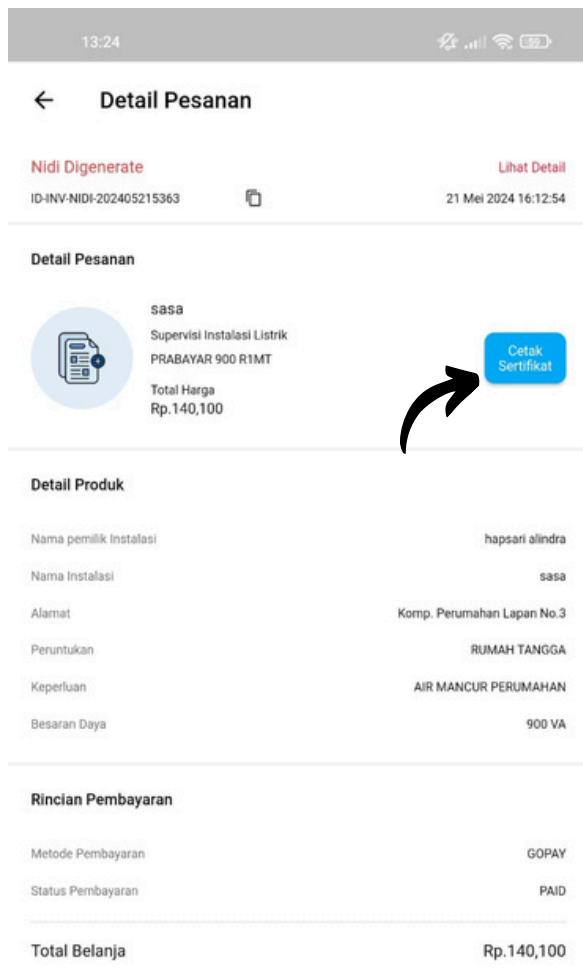 13:24
59
Detail Pesanan
Nidi Digenerate
Lihat Detail
ID-INV-NIDI-202405215363
21 Mei 2024 16:12:54
Detail Pesanan
sasa
Supervisi Instalasi Listrik
PRABAYAR 900 R1MT
Total Harga
Rp.140,100
Cetak
Sertifikat
Detail Produk
Nama pemilik Instalasi
hapsari alindra
Nama Instalasi
sasa
Alamat
Komp. Perumahan Lapan No.3
Peruntukan
RUMAH TANGGA
Keperluan
AIR MANCUR PERUMAHAN
Besaran Daya
900 VA
Rincian Pembayaran
Metode Pembayaran
GOPAY
Status Pembayaran
PAID
Total Belanja
Rp.140,100